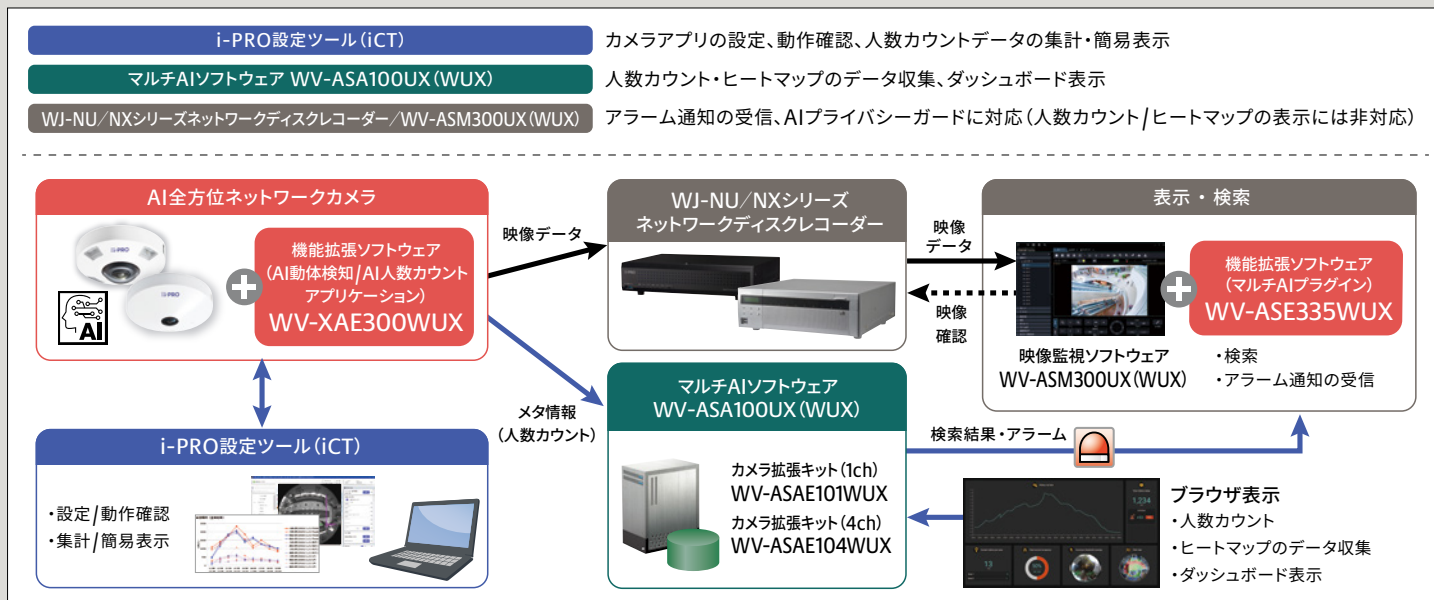 i-PRO設定ツール（iCT）
カメラアプリの設定、動作確認、人数カウントデータの集計・簡易表示
マルチAIソフトウェア WV-ASA100UX（WUX）
人数カウント・ヒートマップのデータ収集、ダッシュボード表示
WJ-NU／NXシリーズネットワークディスクレコーダー／WV-ASM300UX（WUX）
アラーム通知の受信、AIプライバシーガードに対応（人数カウント/ヒートマップの表示には非対応）
AI全方位ネットワークカメラ
i-PRO
i-PRO
AI
機能拡張ソフトウェア
（AI動体検知/AI人数カウント
アプリケーション）
WV-XAE300WUX
映像データ
WJ-NU／NXシリーズ
ネットワークディスクレコーダー
映像
データ
映像
確認
表示・検索
映像監視ソフトウェア
WV-ASM300UX（WUX）
機能拡張ソフトウェア
（マルチAIプラグイン）
WV-ASE335WUX
・検索
・アラーム通知の受信
メタ情報
（人数カウント）
i-PRO設定ツール（iCT）
・設定/動作確認
・集計/簡易表示
マルチAIソフトウェア
WV-ASA100UX（WUX）
カメラ拡張キット（1ch）
WV-ASAE101WUX
カメラ拡張キット（4ch）
WV-ASAE104WUX
検索結果・アラーム
1,234
13
ブラウザ表示
・人数カウント
・ヒートマップのデータ収集
・ダッシュボード表示